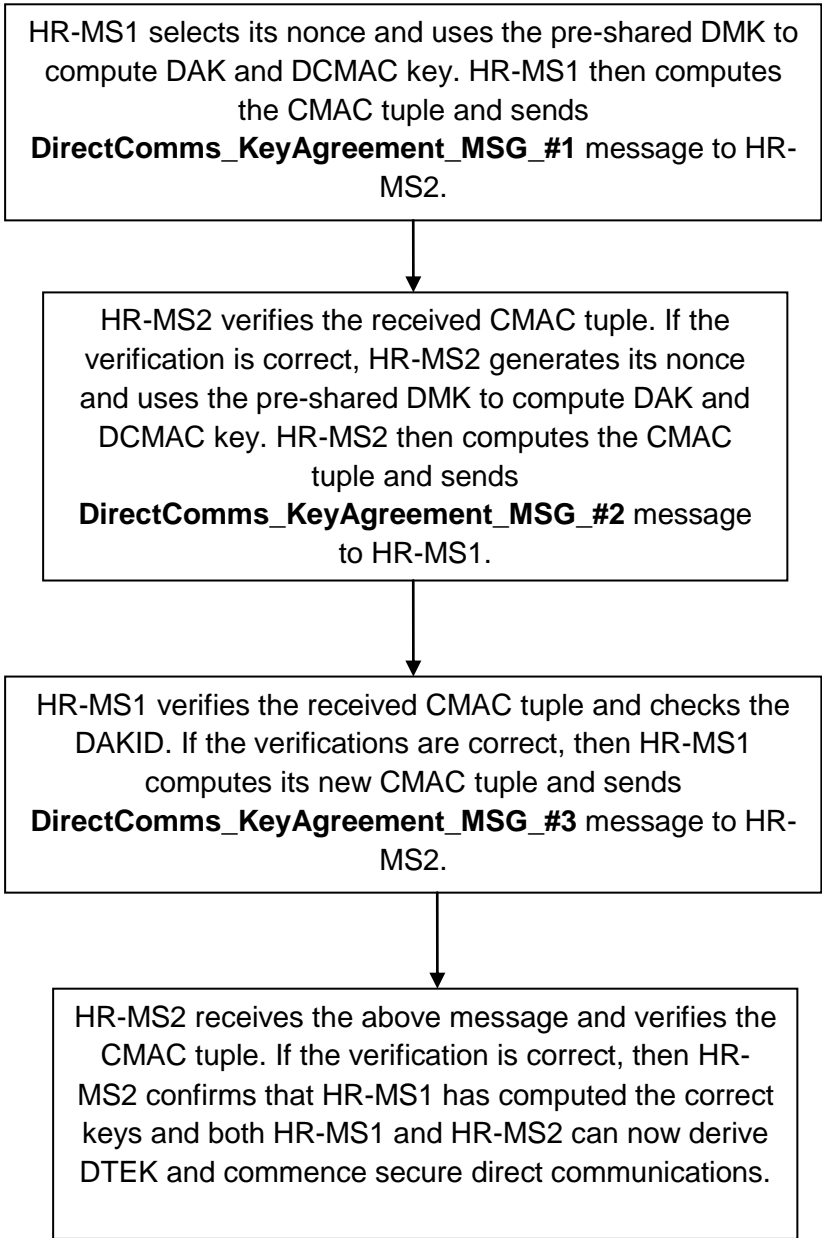 HR-MS1 selects its nonce and uses the pre-shared DMK to
compute DAK and DCMAC key. HR-MS1 then computes
the CMAC tuple and sends
DirectComms_KeyAgreement_MSG_#1 message to HR-
MS2.
HR-MS2 verifies the received CMAC tuple. If the
verification is correct, HR-MS2 generates its nonce
and uses the pre-shared DMK to compute DAK and
DCMAC key. HR-MS2 then computes the CMAC
tuple and sends
DirectComms_KeyAgreement_MSG_#2 message
to HR-MS1.
HR-MS1 verifies the received CMAC tuple and checks the
DAKID. If the verifications are correct, then HR-MS1
computes its new CMAC tuple and sends
DirectComms_KeyAgreement_MSG_#3 message to HR-
MS2.
HR-MS2 receives the above message and verifies the
CMAC tuple. If the verification is correct, then HR-
MS2 confirms that HR-MS1 has computed the correct
keys and both HR-MS1 and HR-MS2 can now derive
DTEK and commence secure direct communications.